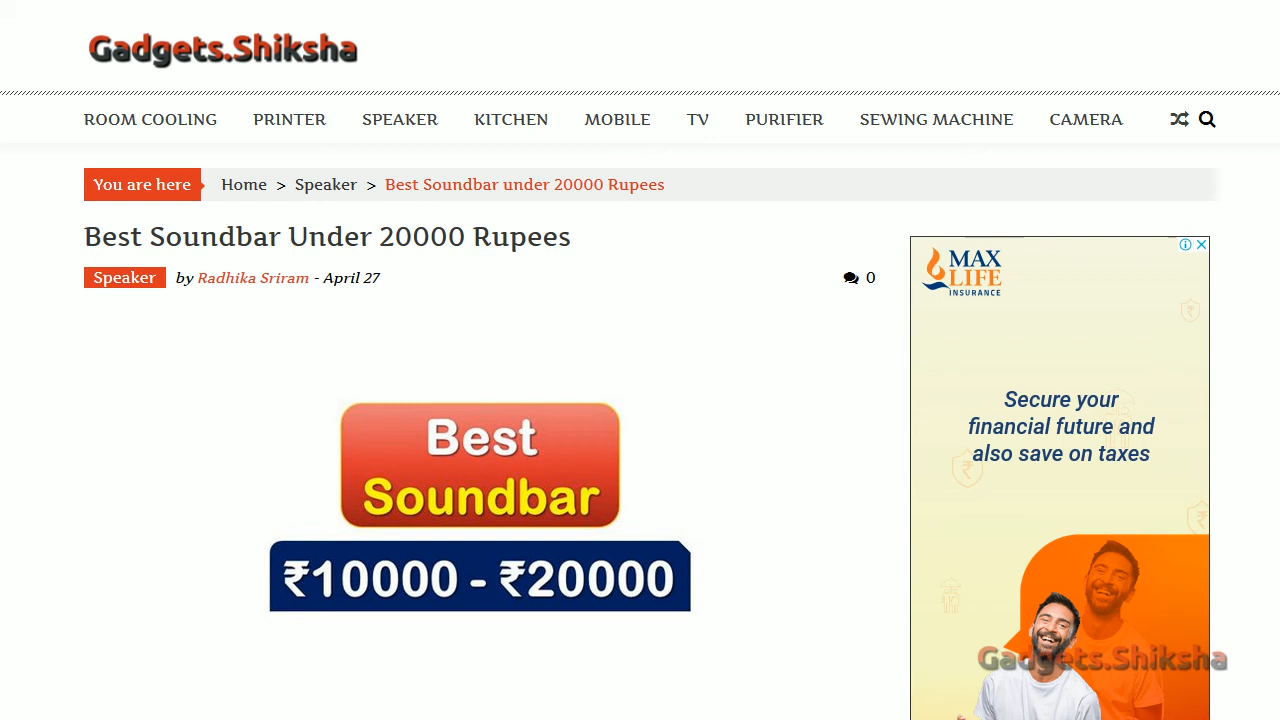 Gadgets.Shiksha
ROOM COOLING PRINTER SPEAKER KITCHEN MOBILE TV PURIFIER SEWING MACHINE CAMERA
You are here Home > Speaker > Best Soundbar under 20000 Rupees
Best Soundbar Under 20000 Rupees
Speaker by Radhika Sriram - April 27 0
Best
Soundbar
₹10000 - ₹20000
MAX
LIFE
INSURANCE
Secure your
financial future and
also save on taxes
Gadgets.Shiksha